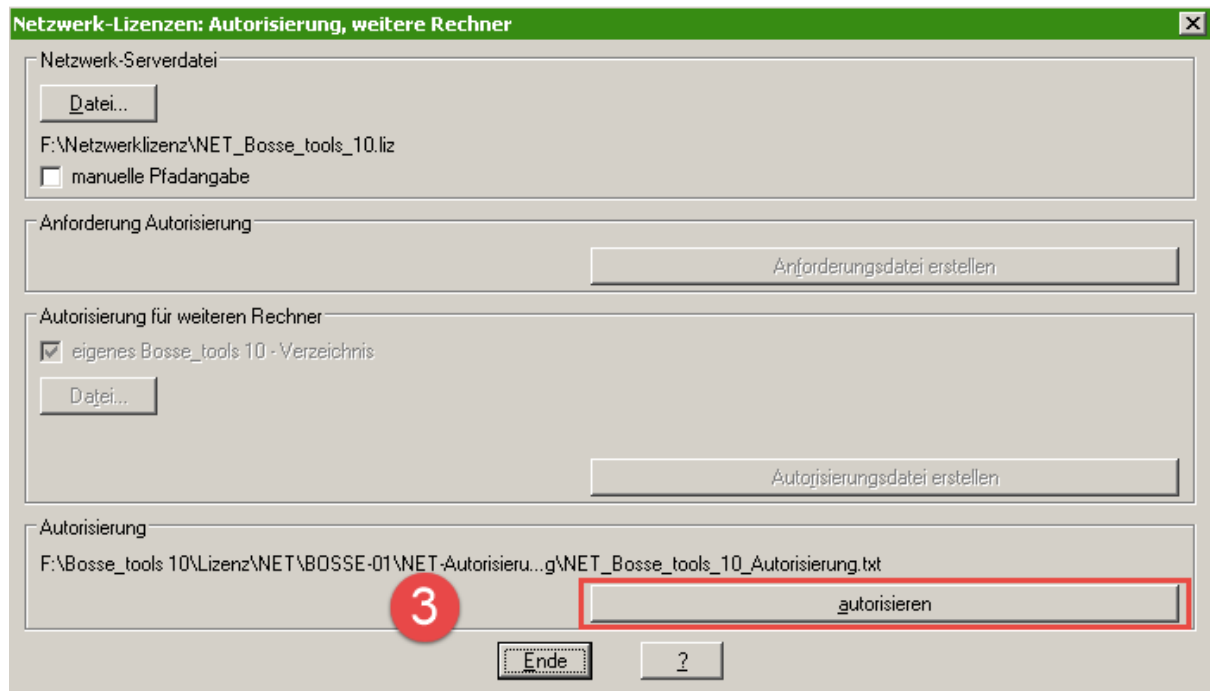 Netzwerk-Lizenzen: Autorisierung, weitere Rechner
Netzwerk-Serverdatei
Datei...
F:\Netzwerklizenz\NET_Bosse_tools_10.liz
manuelle Pfadangabe
Anforderung Autorisierung
Anforderungsdatei erstellen
Autorisierung für weiteren Rechner
eigenes Bosse_tools 10 - Verzeichnis
Datei...
Autorisierungsdatei erstellen
Autorisierung
F:\Bosse_tools 10\Lizenz\NET\BOSSE-01\NET-Autorisieru...g\NET_Bosse_tools_10_Autorisierung.txt
3
autorisieren
Ende
?